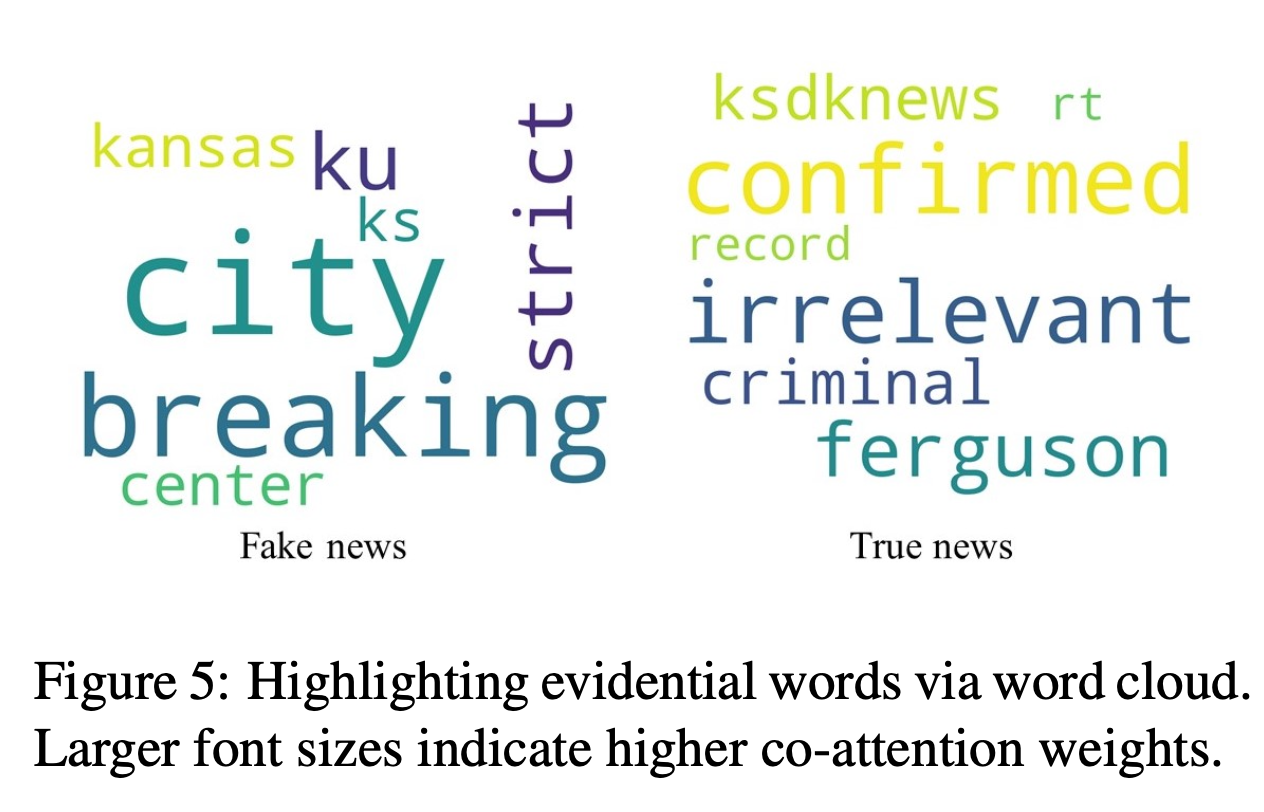 kansas ku
ks
strict
city
breaking
center
Fake news
ksdknews rt
confirmed
record
irrelevant
criminal
ferguson
True news
Figure 5: Highlighting evidential words via word cloud.
Larger font sizes indicate higher co-attention weights.